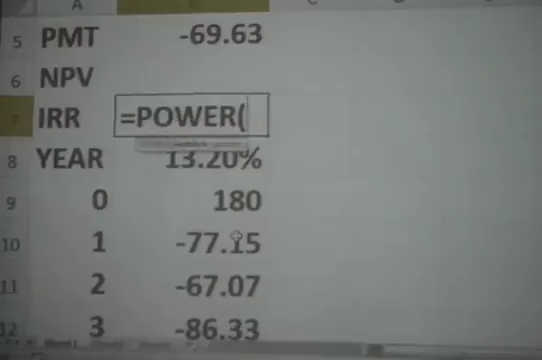 A
5 PMT -69.63
6 NPV
7 IRR =POWER(
8 YEAR 13.20%
9 0 180
10 1 -77.15
11 2 -67.07
12 3 -86.33